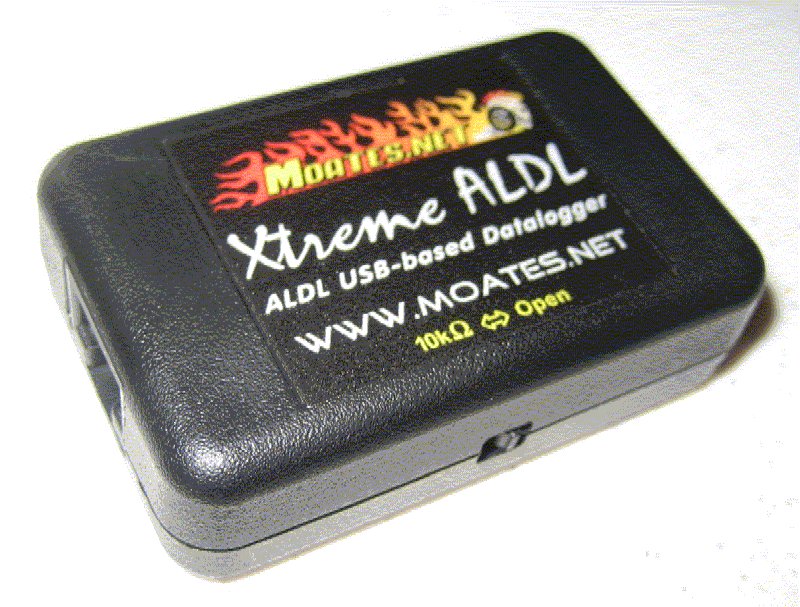 MOATES.NET
Xtreme ALDL
ALDL USB-based Datalogger
WWW.MOATES.NET
10kΩ ⇔ Open